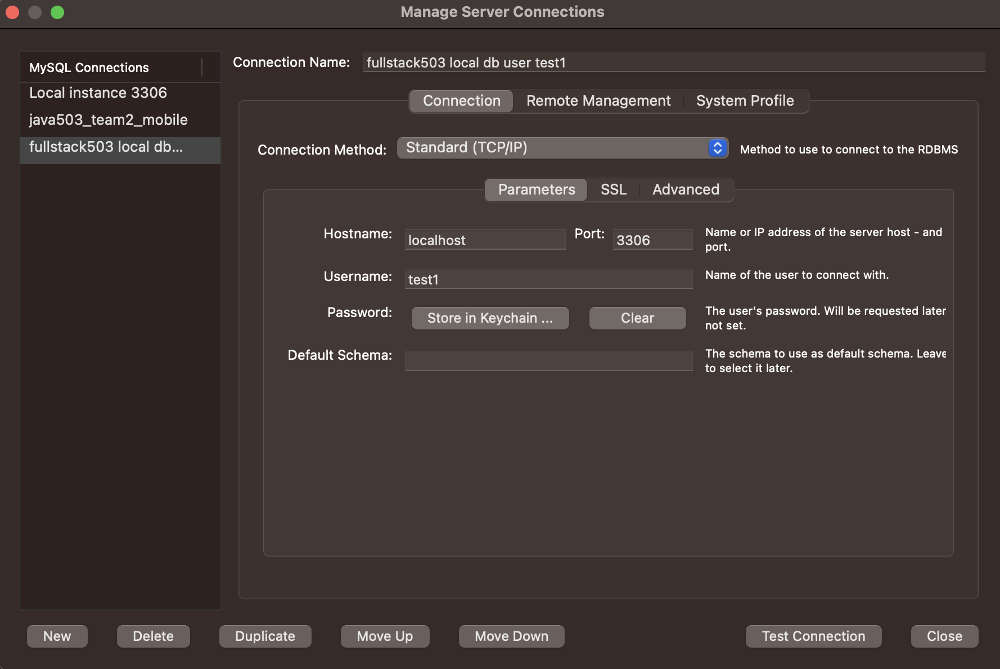 Manage Server Connections
MySQL Connections
Local instance 3306
java503_team2_mobile
fullstack503 local db...
Connection Name: fullstack503 local db user test1
Connection Remote Management System Profile
Connection Method: Standard (TCP/IP) Method to use to connect to the RDBMS
Parameters SSL Advanced
Hostname: localhost Port: 3306 Name or IP address of the server host - and
port.
Username: test1 Name of the user to connect with.
Password: Store in Keychain ... Clear The user's password. Will be requested later
not set.
Default Schema: The schema to use as default schema. Leave
to select it later.
New Delete Duplicate Move Up Move Down Test Connection Close